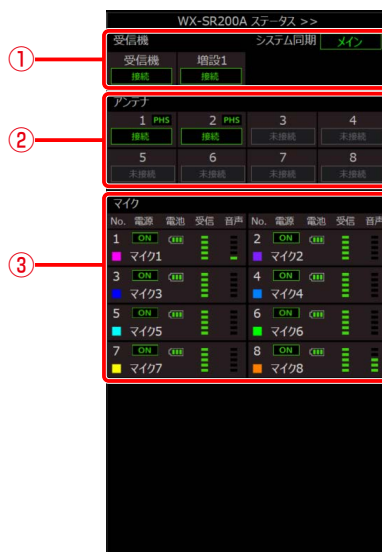 WX-SR200A ステータス >>
① 受信機 システム同期 メイン
受信機 増設1
接続 接続
② アンテナ
1 PHS 2 PHS 3 4
接続 接続 未接続 未接続
5 6 7 8
未接続 未接続 未接続 未接続
③ マイク
No. 電源 電池 受信 音声 No. 電源 電池 受信 音声
1 ON 2 ON
マイク1 マイク2
3 ON 4 ON
マイク3 マイク4
5 ON 6 ON
マイク5 マイク6
7 ON 8 ON
マイク7 マイク8